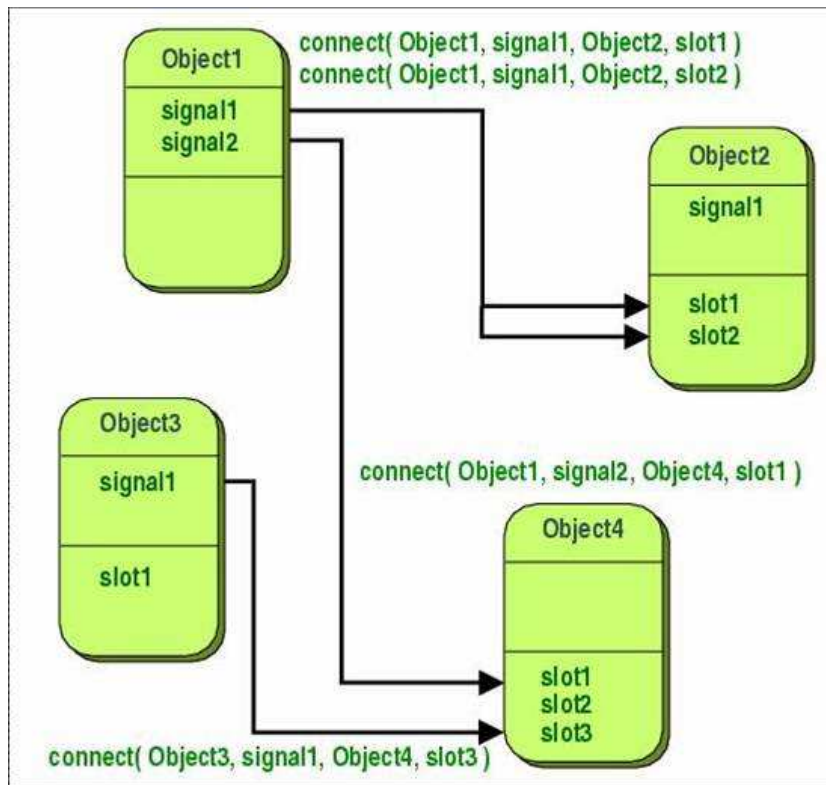 Object1
connect( Object1, signal1, Object2, slot1 )
connect( Object1, signal1, Object2, slot2 )
signal1
signal2
Object2
signal1
slot1
slot2
Object3
signal1
slot1
connect( Object1, signal2, Object4, slot1 )
Object4
slot1
slot2
slot3
connect( Object3, signal1, Object4, slot3 )